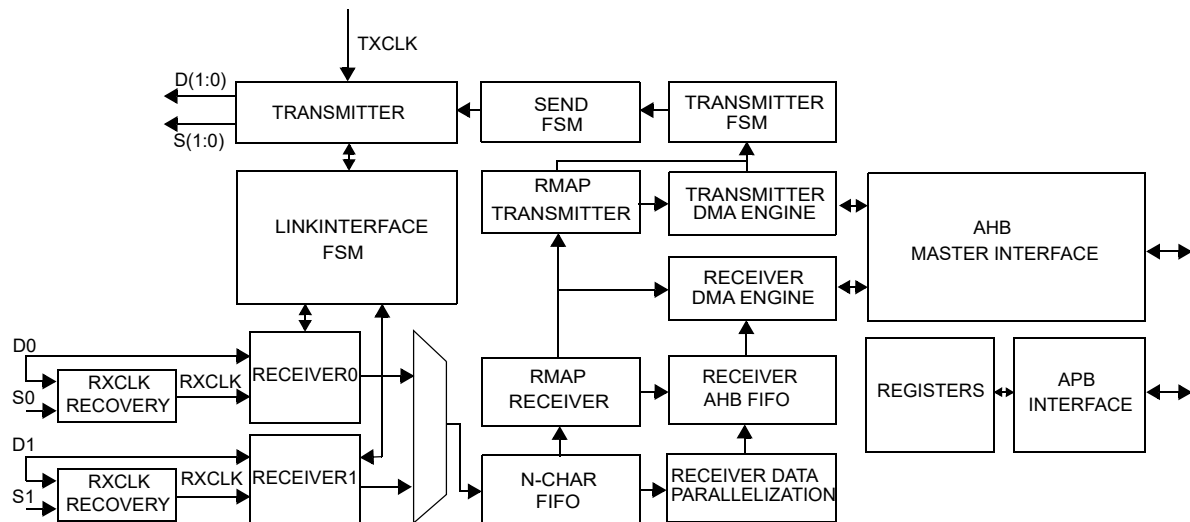 TXCLK
D(1:0)
S(1:0)
TRANSMITTER
SEND
FSM
TRANSMITTER
FSM
LINKINTERFACE
FSM
RMAP
TRANSMITTER
TRANSMITTER
DMA ENGINE
AHB
MASTER INTERFACE
RECEIVER
DMA ENGINE
D0
S0
RXCLK
RECOVERY
RXCLK
RECEIVER0
RMAP
RECEIVER
RECEIVER
AHB FIFO
REGISTERS
APB
INTERFACE
D1
S1
RXCLK
RECOVERY
RXCLK
RECEIVER1
N-CHAR
FIFO
RECEIVER DATA
PARALLELIZATION